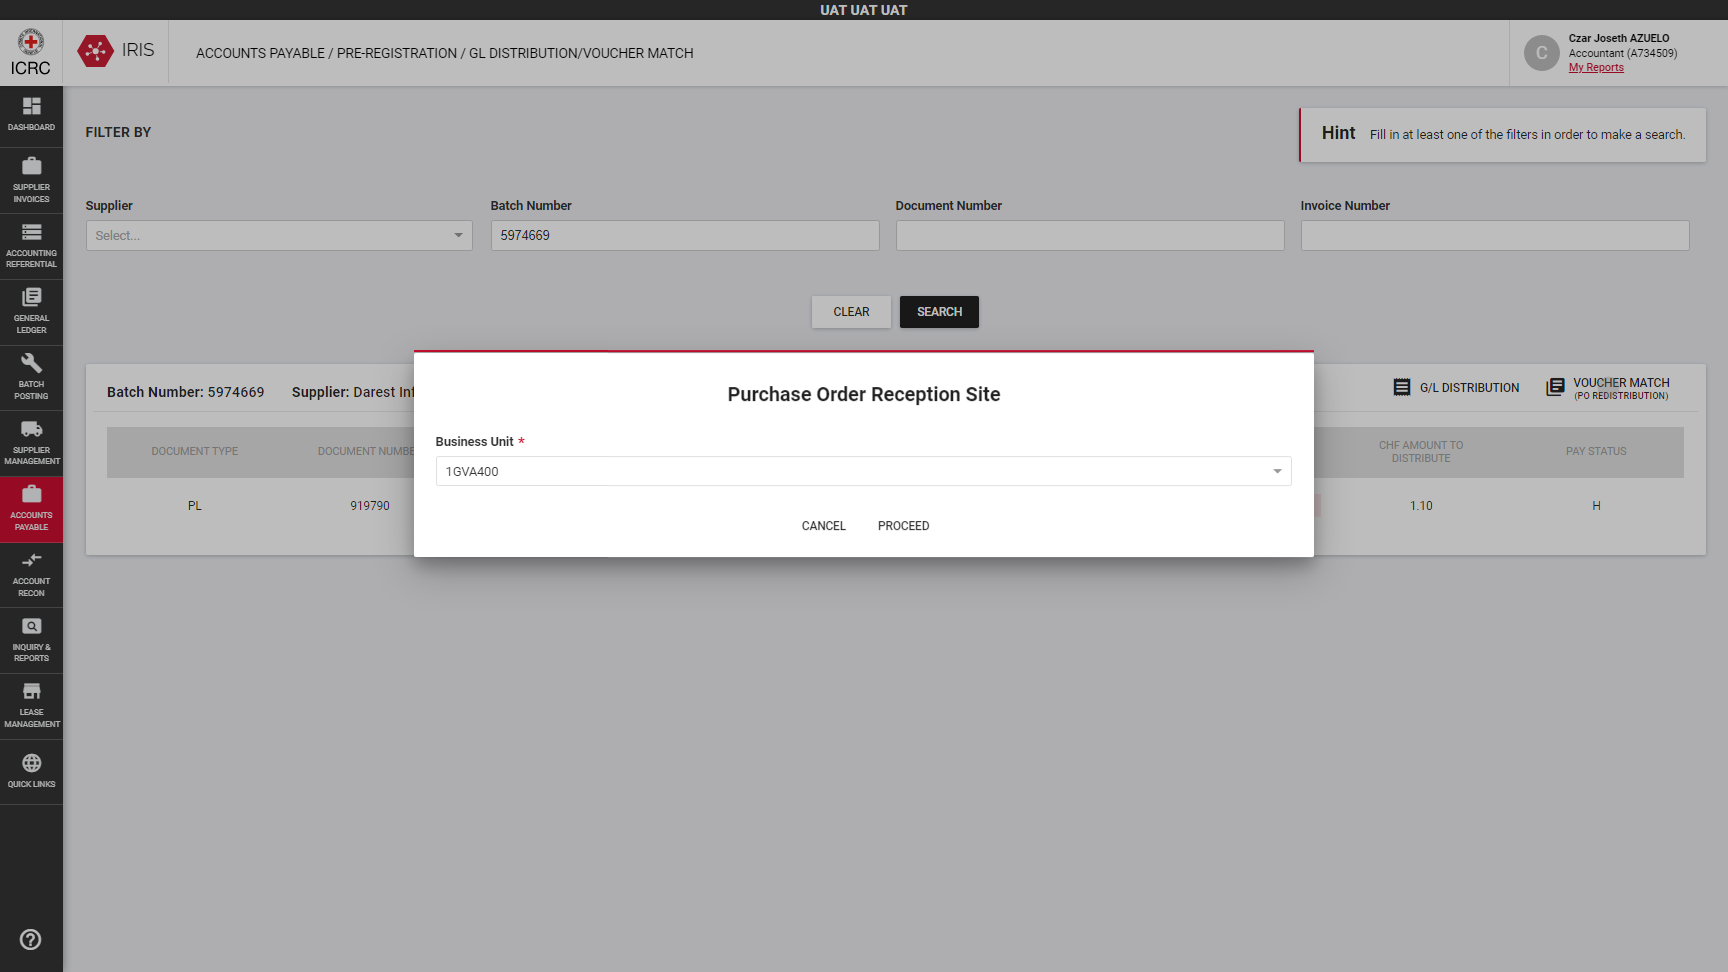 UAT UAT UAT
ICRC
IRIS
ACCOUNTS PAYABLE / PRE-REGISTRATION / GL DISTRIBUTION/VOUCHER MATCH
C
Czar Joseth AZUELO
Accountant (A734509)
My Reports
DASHBOARD
SUPPLIER
INVOICES
ACCOUNTING
REFERENTIAL
GENERAL
LEDGER
BATCH
POSTING
SUPPLIER
MANAGEMENT
ACCOUNTS
PAYABLE
ACCOUNT
RECON
INQUIRY &
REPORTS
LEASE
MANAGEMENT
QUICK LINKS
FILTER BY
Hint Fill in at least one of the filters in order to make a search.
Supplier
Select...
Batch Number
5974669
Document Number
Invoice Number
CLEAR
SEARCH
Batch Number: 5974669 Supplier: Darest Inf
G/L DISTRIBUTION
VOUCHER MATCH
(PO REDISTRIBUTION)
DOCUMENT TYPE
DOCUMENT NUMBE
CHF AMOUNT TO
DISTRIBUTE
PAY STATUS
PL
919790
1.10
H
Purchase Order Reception Site
Business Unit *
1GVA400
CANCEL
PROCEED